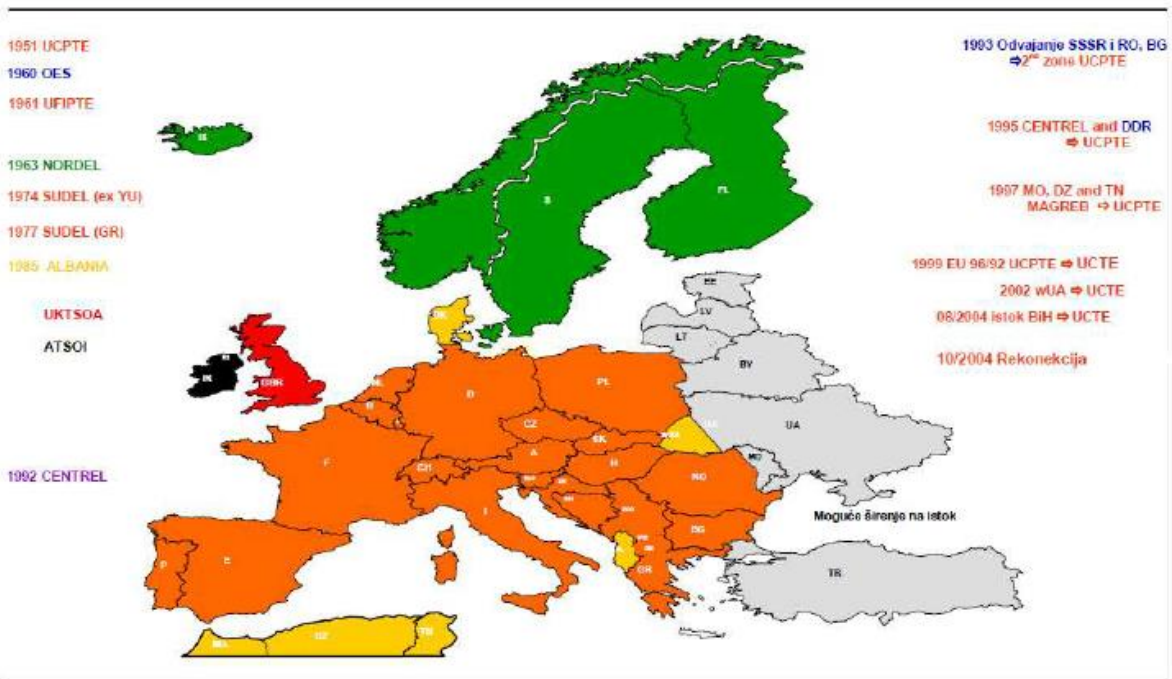 1951 UCPTE
1960 OES
1961 UFIPTE
1963 NORDEL
1974 SUDEL (ex YU)
1977 SUDEL (GR)
1985 ALBANIA
UKTSOA
ATSOI
1992 CENTREL
1993 Odvajanje SSSR i RO, BG
⇒2nd zone UCPTE
1995 CENTREL and DDR
⇒ UCPTE
1997 MO, DZ and TN
MAGREB ⇨ UCPTE
1999 EU 96/92 UCPTE ⇒ UCTE
2002 wUA ⇒ UCTE
08/2004 istok BiH ⇒ UCTE
10/2004 Rekonekcija
IS
S
FL
EE
LV
LT
BY
DK
GBR
NL
B
D
PL
CZ
SK
UA
F
CH
A
H
I
BG
P
E
GR
TR
DZ
TN
MA
Moguće širenje na istok